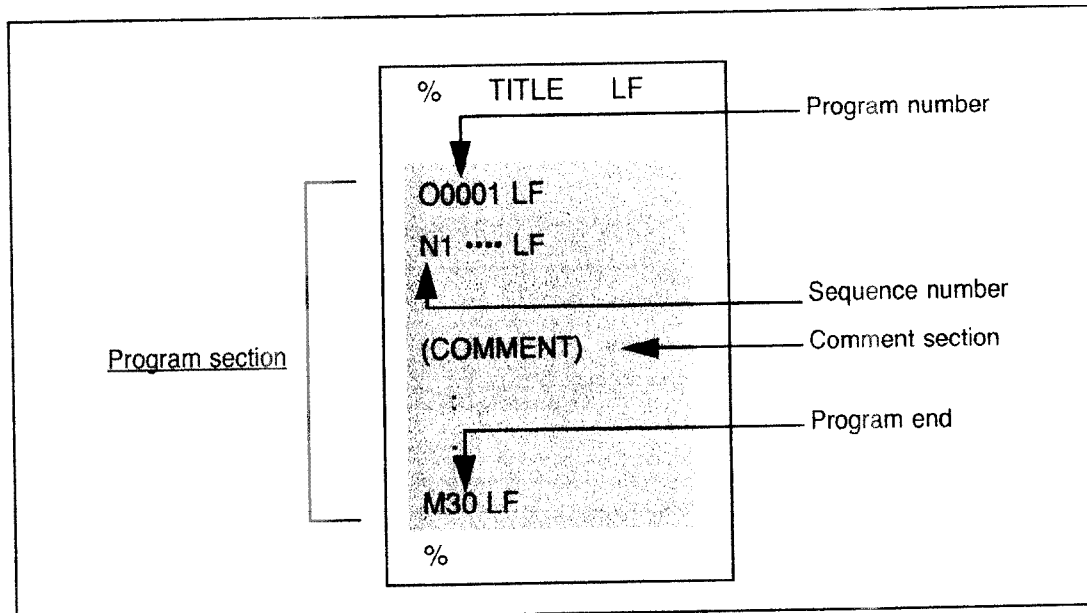 % TITLE LF
Program number
O0001 LF
N1 ···· LF
Sequence number
(COMMENT)
Comment section
Program section
:
Program end
.
M30 LF
%